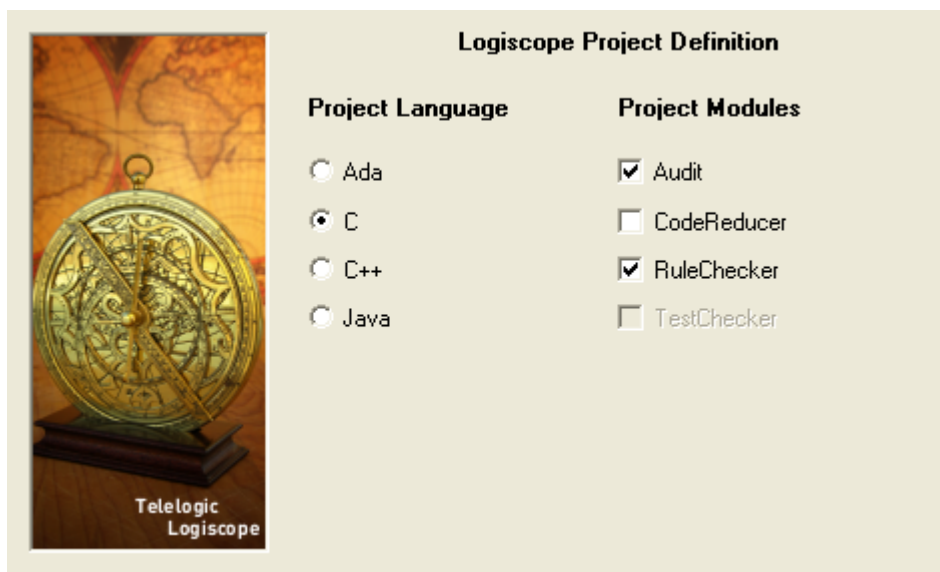 Logiscope Project Definition
Project Language
Project Modules
Ada
Audit
C
CodeReducer
C++
RuleChecker
Java
TestChecker
Telelogic
Logiscope